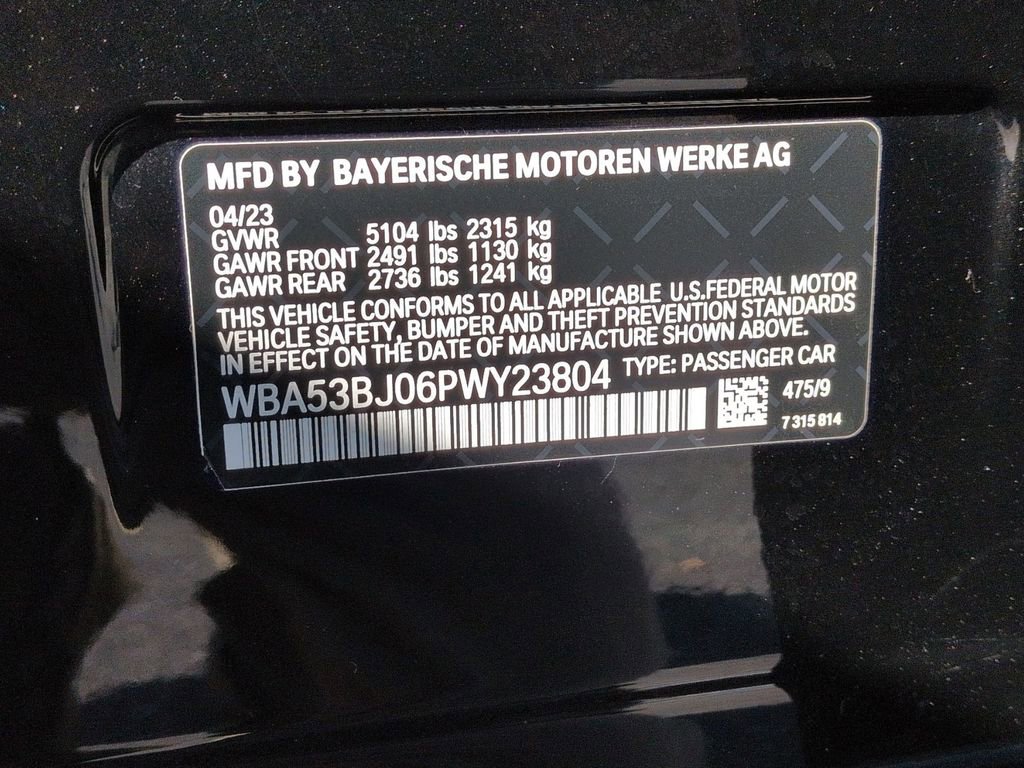 MFD BY BAYERISCHE MOTOREN WERKE AG
04/23
GVWR 5104 lbs 2315 kg
GAWR FRONT 2491 lbs 1130 kg
GAWR REAR 2736 lbs 1241 kg
THIS VEHICLE CONFORMS TO ALL APPLICABLE U.S.FEDERAL MOTOR
VEHICLE SAFETY, BUMPER AND THEFT PREVENTION STANDARDS
IN EFFECT ON THE DATE OF MANUFACTURE SHOWN ABOVE.
WBA53BJ06PWY23804 TYPE: PASSENGER CAR
475/9
7 315 814